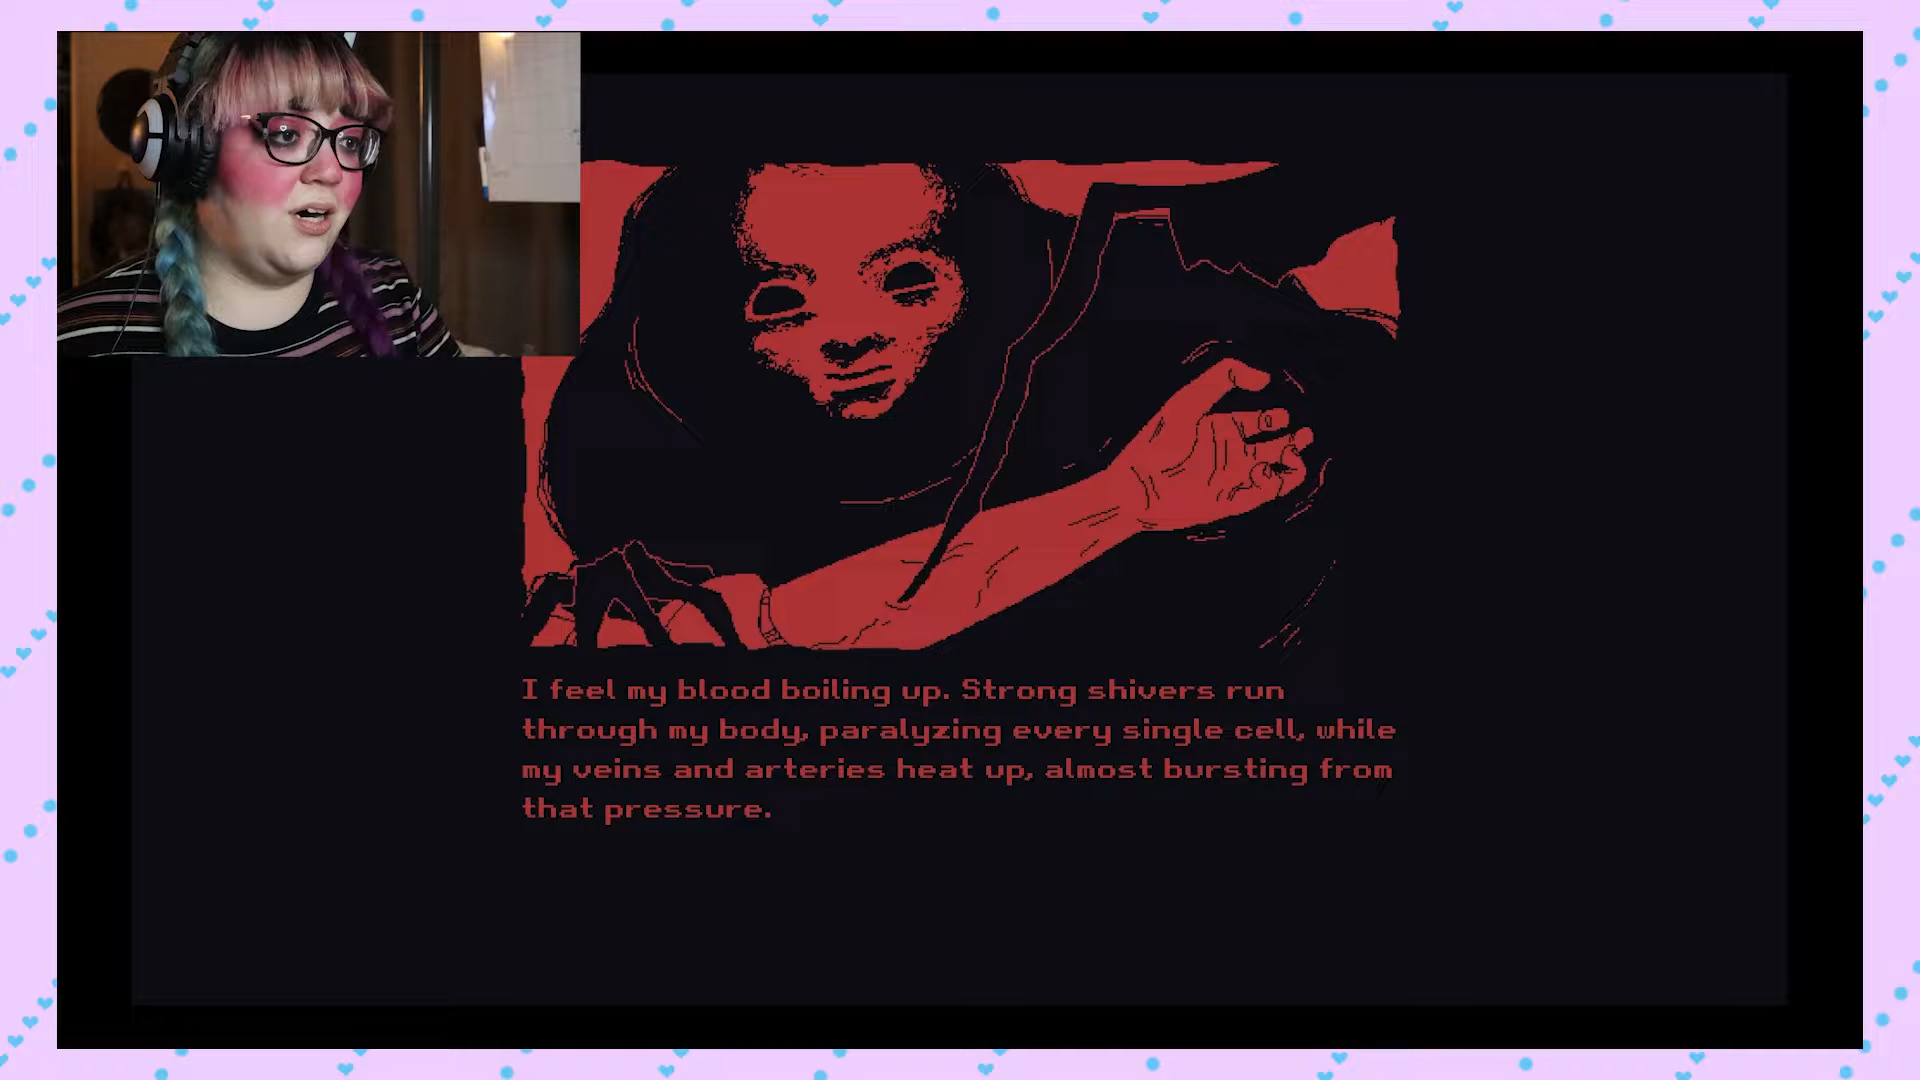 I feel my blood boiling up. Strong shivers run
through my body, paralyzing every single cell, while
my veins and arteries heat up, almost bursting from
that pressure.